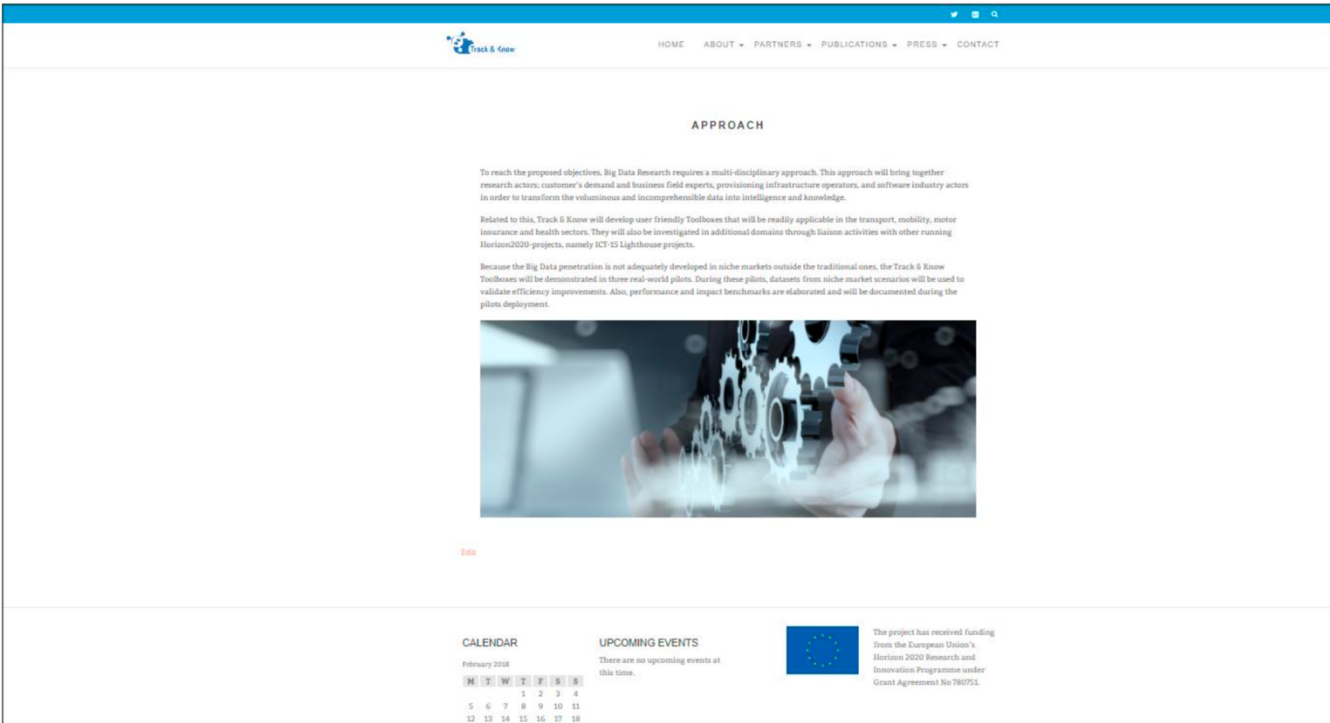 Track & Know
HOME ABOUT PARTNERS PUBLICATIONS PRESS CONTACT
APPROACH
To reach the proposed objectives, Big Data Research requires a multi-disciplinary approach. This approach will bring together
research actors; customer's demand and business field experts, provisioning infrastructure operators, and software industry actors
in order to transform the voluminous and incomprehensible data into intelligence and knowledge.
Related to this, Track & Know will develop user friendly Toolboxes that will be readily applicable in the transport, mobility, motor
insurance and health sectors. They will also be investigated in additional domains through liaison activities with other running
Horizon2020-projects, namely ICT-15 Lighthouse projects.
Because the Big Data penetration is not adequately developed in niche markets outside the traditional ones, the Track & Know
Toolboxes will be demonstrated in three real-world pilots. During these pilots, datasets from niche market scenarios will be used to
validate efficiency improvements. Also, performance and impact benchmarks are elaborated and will be documented during the
pilots deployment.
Edit
CALENDAR
February 2018
M T W T F S S
1 2 3 4
5 6 7 8 9 10 11
12 13 14 15 16 17 18
UPCOMING EVENTS
There are no upcoming events at
this time.
The project has received funding
from the European Union's
Horizon 2020 Research and
Innovation Programme under
Grant Agreement No 780751.